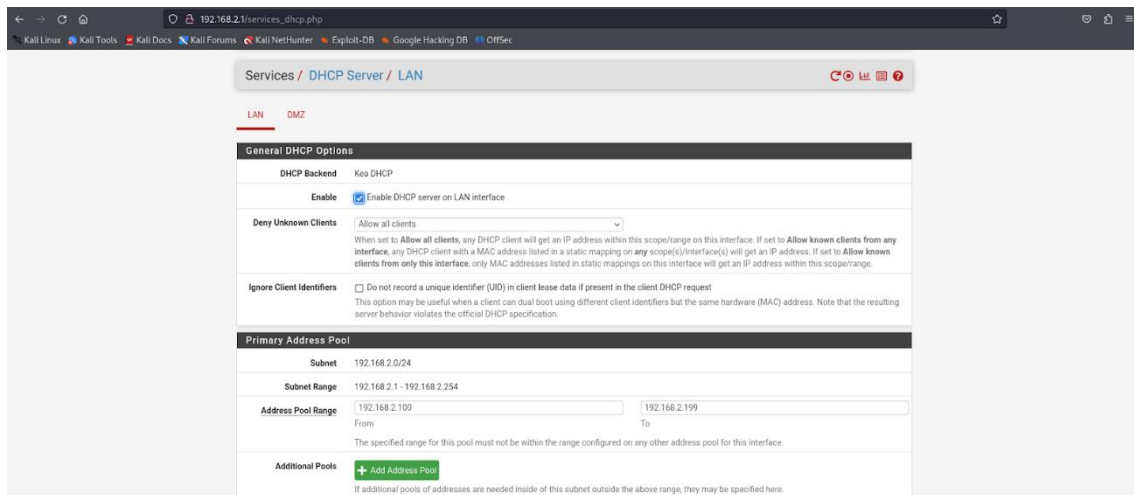 192.168.2.1/services_dhcp.php
Kali Linux Kali Tools Kali Docs Kali Forums Kali NetHunter Exploit-DB Google Hacking DB OffSec
Services / DHCP Server / LAN
LAN DMZ
General DHCP Options
DHCP Backend Kea DHCP
Enable Enable DHCP server on LAN interface
Deny Unknown Clients Allow all clients
When set to Allow all clients, any DHCP client will get an IP address within this scope/range on this interface. If set to Allow known clients from any
interface, any DHCP client with a MAC address listed in a static mapping on any scope(s)/interface(s) will get an IP address. If set to Allow known
clients from only this interface, only MAC addresses listed in static mappings on this interface will get an IP address within this scope/range.
Ignore Client Identifiers Do not record a unique identifier (UID) in client lease data if present in the client DHCP request
This option may be useful when a client can dual boot using different client identifiers but the same hardware (MAC) address. Note that the resulting
server behavior violates the official DHCP specification.
Primary Address Pool
Subnet 192.168.2.0/24
Subnet Range 192.168.2.1 - 192.168.2.254
Address Pool Range 192.168.2.100 192.168.2.199
From To
The specified range for this pool must not be within the range configured on any other address pool for this interface.
Additional Pools Add Address Pool
If additional pools of addresses are needed inside of this subnet outside the above range, they may be specified here.